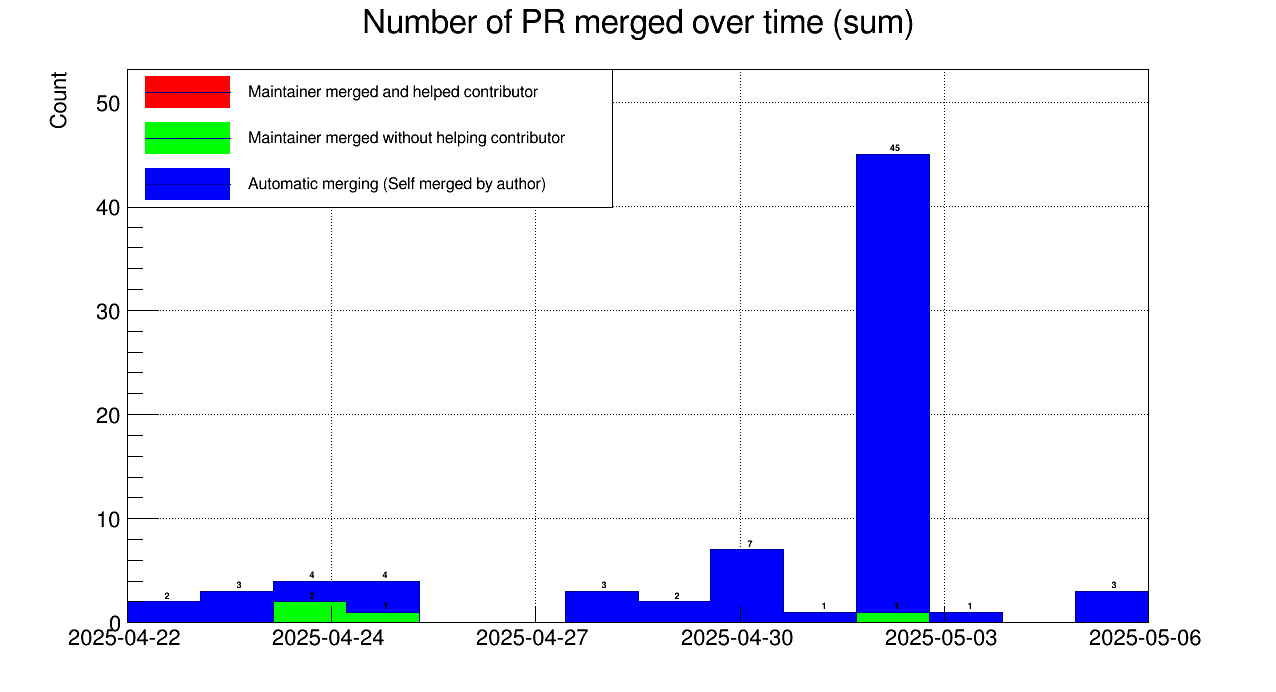 Number of PR merged over time (sum)
Count
Maintainer merged and helped contributor
Maintainer merged without helping contributor
Automatic merging (Self merged by author)
50
40
30
20
10
0
45
7
4 4
3 3 3
2 2 2 2
1 1 1 1
2025-04-22 2025-04-24 2025-04-27 2025-04-30 2025-05-03 2025-05-06